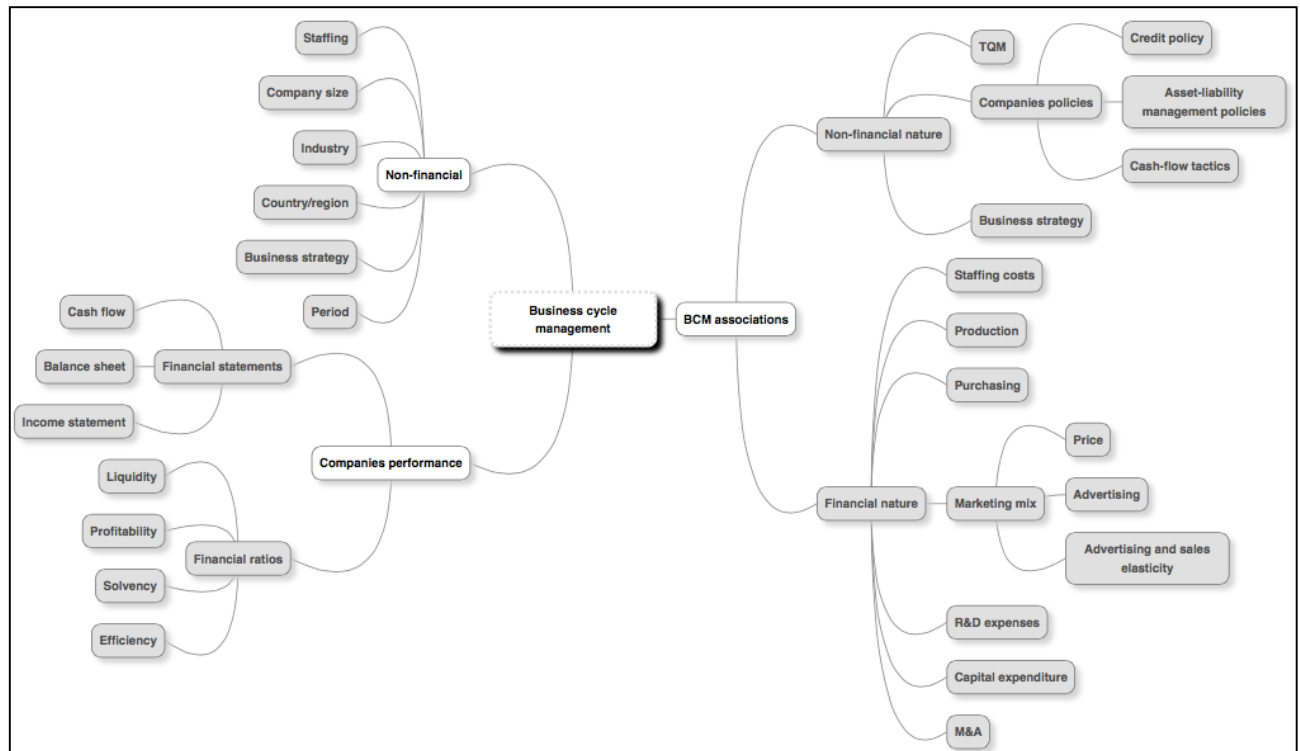 Staffing
Company size
Industry
Non-financial
Country/region
Business strategy
Period
Cash flow
Balance sheet
Financial statements
Income statement
Companies performance
Liquidity
Profitability
Financial ratios
Solvency
Efficiency
Business cycle
management
BCM associations
TQM
Credit policy
Companies policies
Asset-liability
management policies
Non-financial nature
Cash-flow tactics
Business strategy
Staffing costs
Production
Purchasing
Price
Financial nature
Marketing mix
Advertising
Advertising and sales
elasticity
R&D expenses
Capital expenditure
M&A